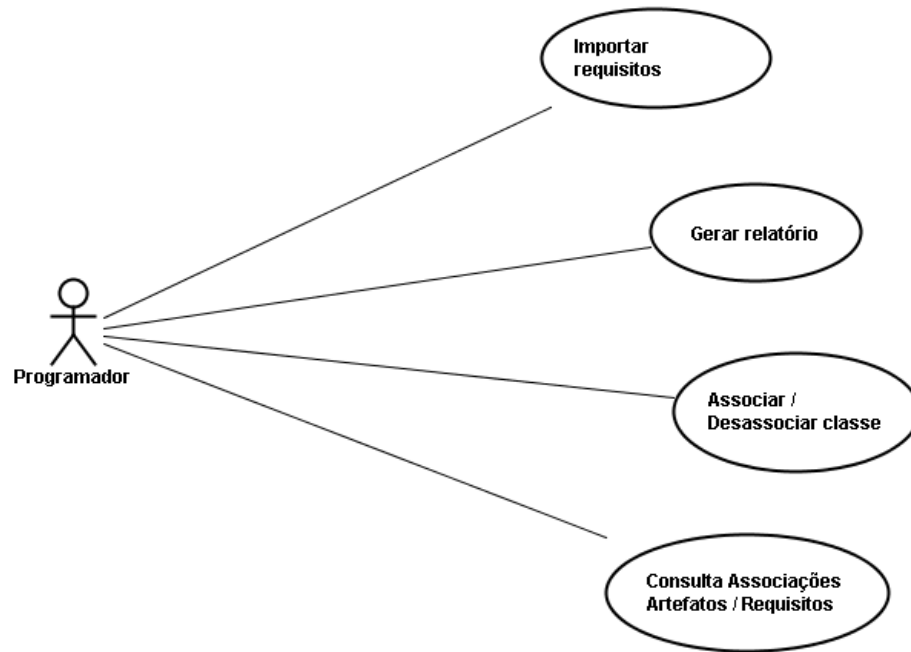 Importar
requisitos
Gerar relatório
Programador
Associar /
Desassociar classe
Consulta Associações
Artefatos / Requisitos